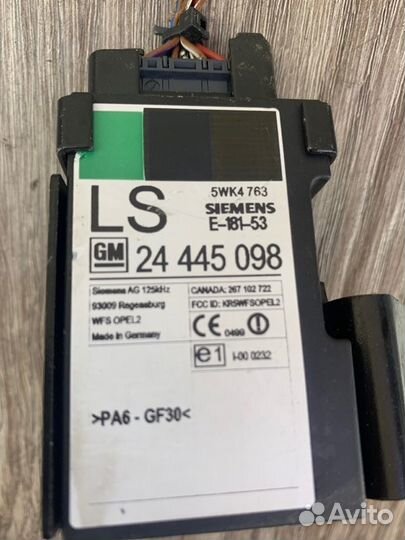 LS
5WK4 763
SIEMENS
E-181-53
GM 24 445 098
Siemens AG 125kHz
93009 Regensburg
WFS OPEL2
Made in Germany
CANADA: 267 102 722
FCC ID: KR5WFSOPEL2
CE 0499 !
e1 I-00 0232
>PA6 - GF30<
Avito